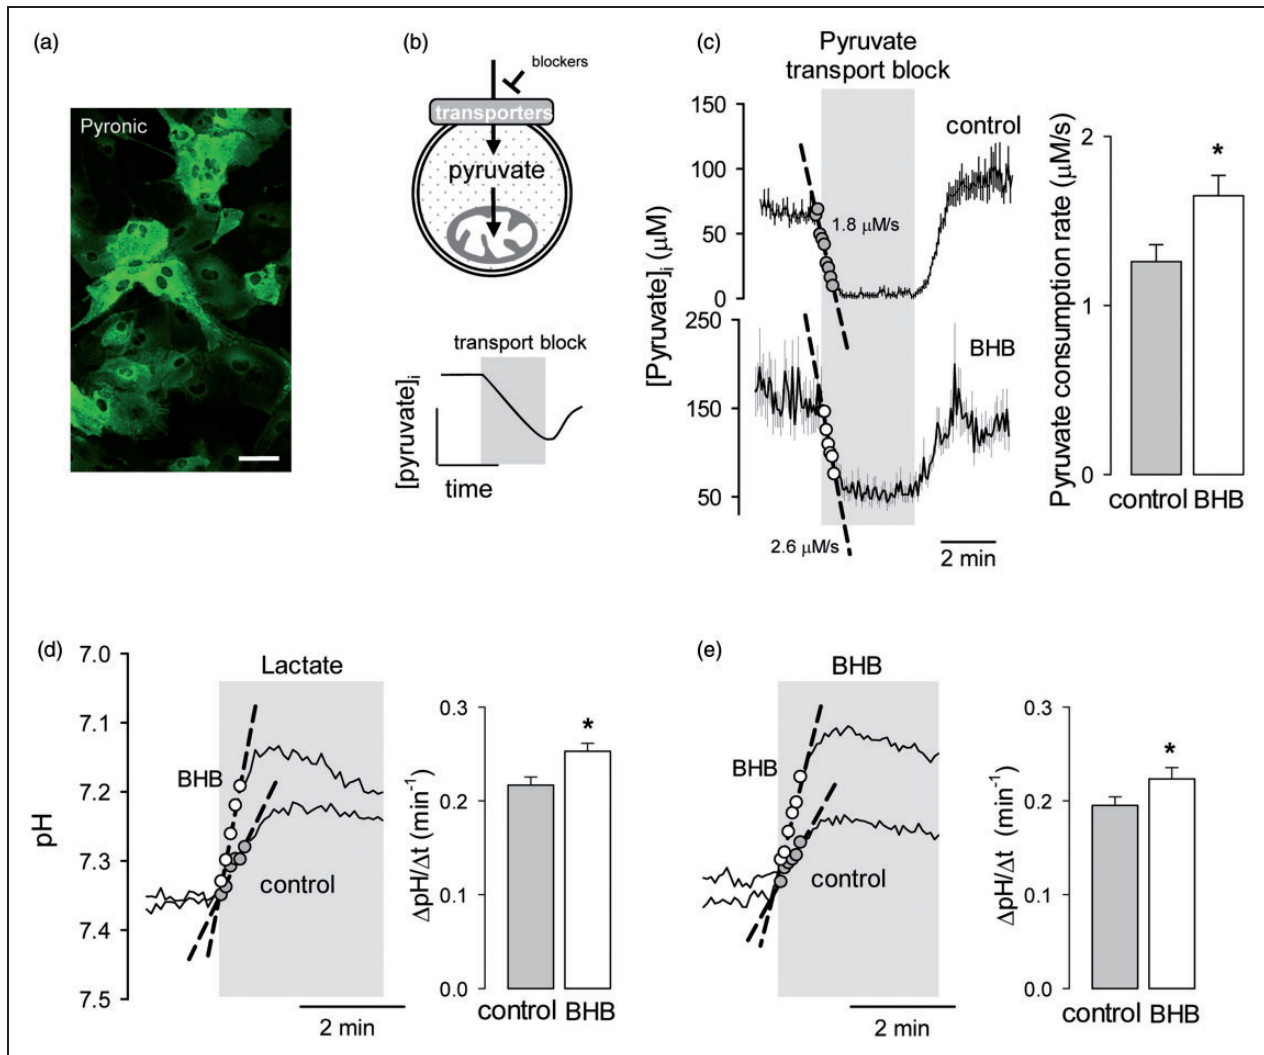 (a)
Pyronic
(b)
blockers
transporters
pyruvate
transport block
[pyruvate]i
time
(c)
Pyruvate
transport block
150
100
50
0
[Pyruvate]i (μM)
control
1.8 μM/s
250
150
50
BHB
2.6 μM/s
2 min
Pyruvate consumption rate (μM/s)
2
1
0
*
control BHB
(d)
Lactate
pH
7.0
7.1
7.2
7.3
7.4
7.5
BHB
control
2 min
ΔpH/Δt (min-1)
0.3
0.2
0.1
0.0
*
control BHB
(e)
BHB
BHB
control
2 min
ΔpH/Δt (min-1)
0.3
0.2
0.1
0.0
*
control BHB